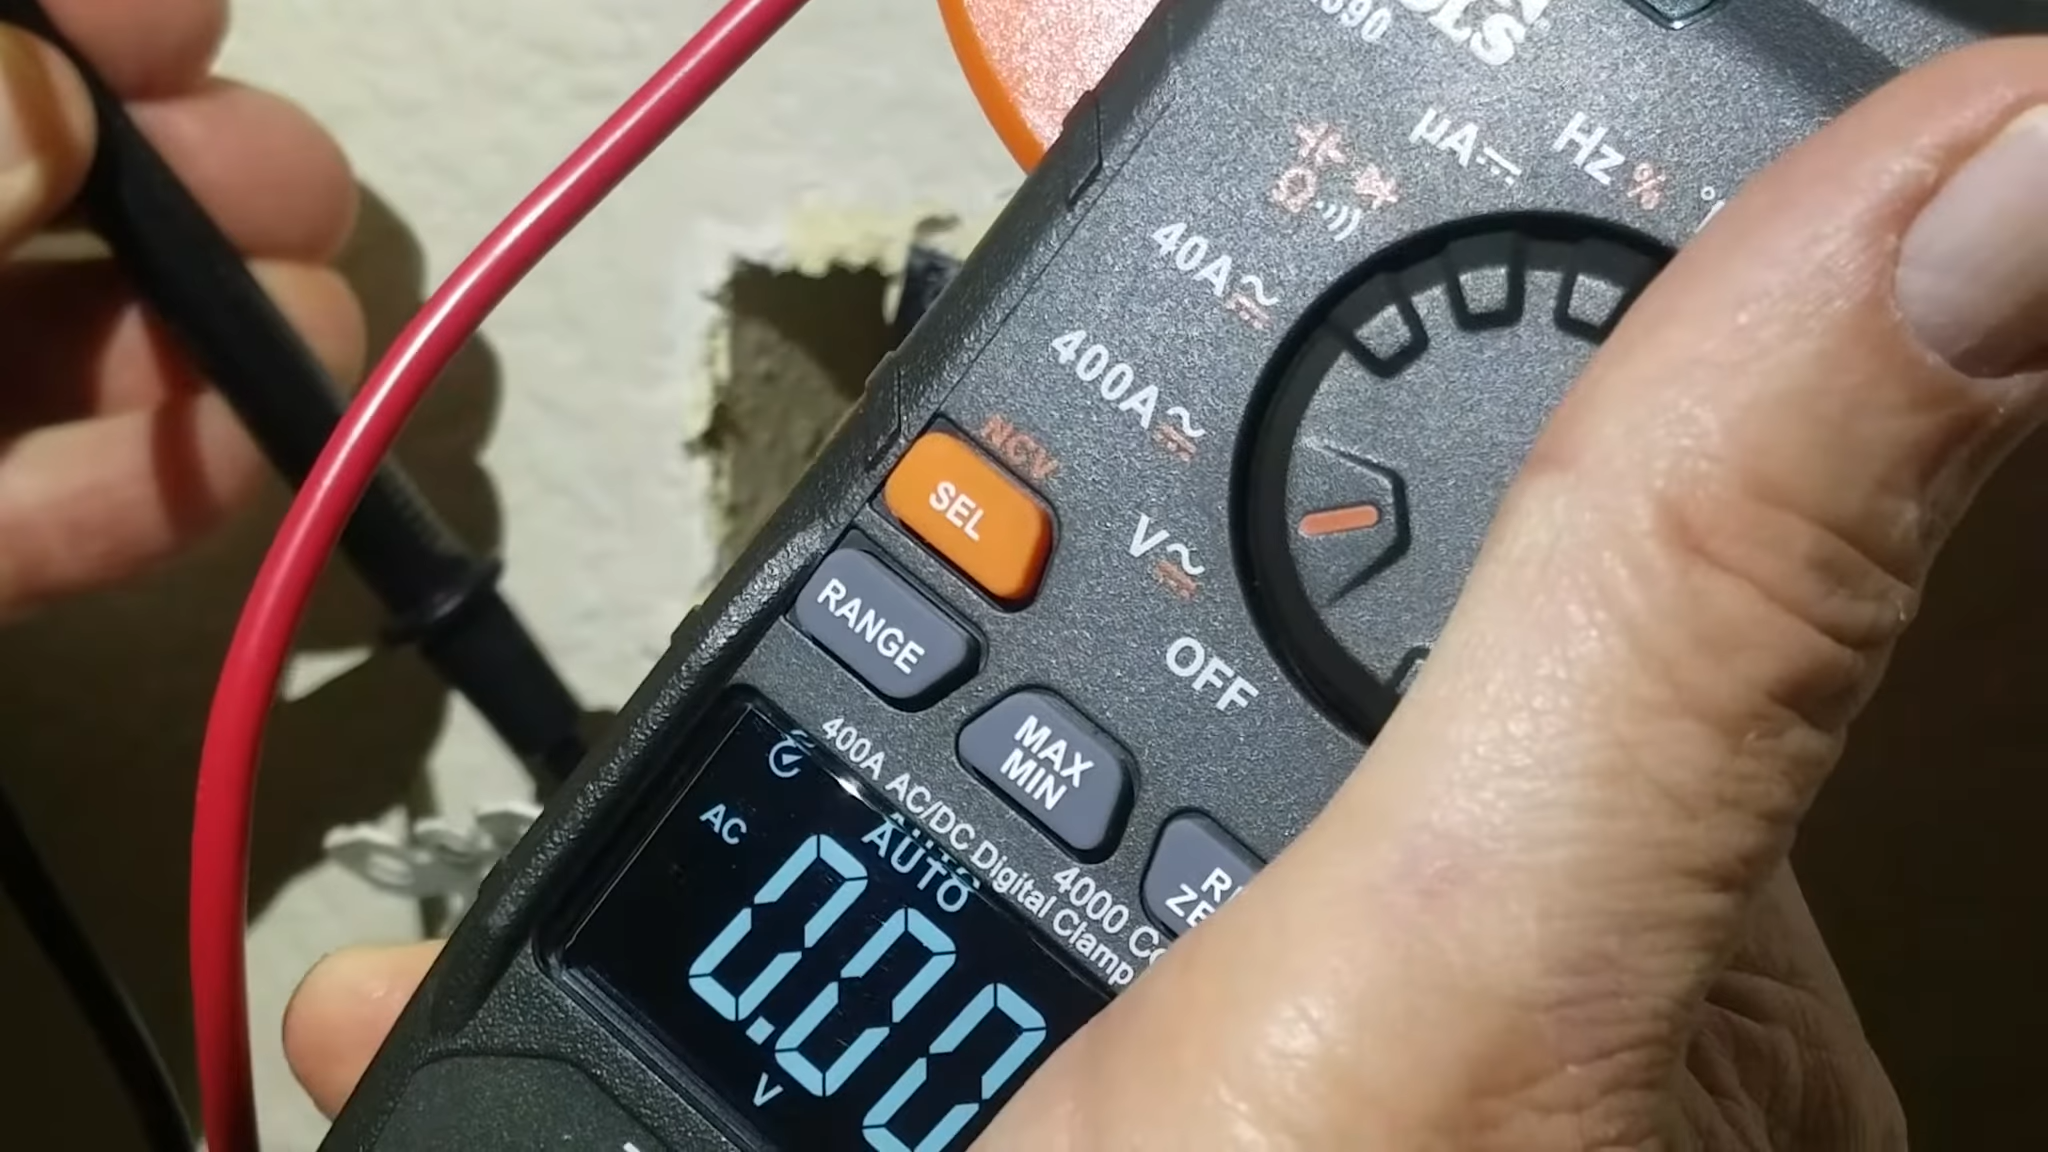 µA
Hz %
40A
400A
NCV
SEL
V
RANGE
OFF
MAX
MIN
400A AC/DC Digital Clamp
4000
AC
AUTO
0.00
V